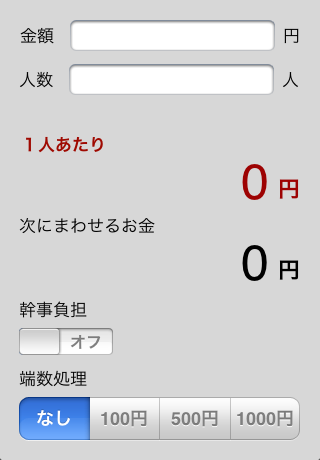 金額 円
人数 人
1人あたり
0 円
次にまわせるお金
0 円
幹事負担
オフ
端数処理
なし 100円 500円 1000円